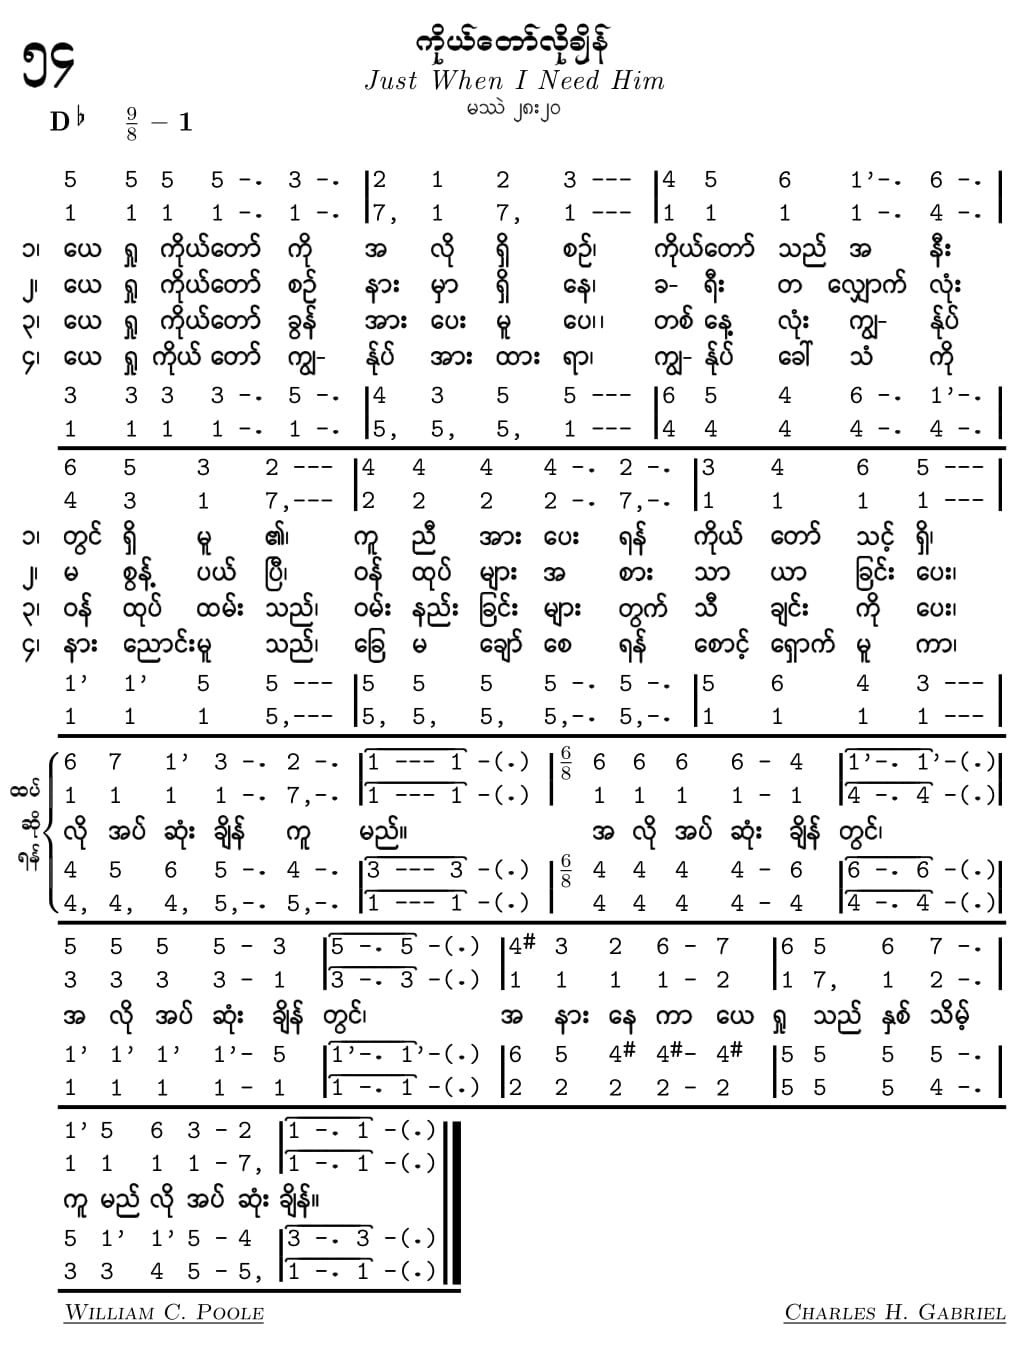 ၅၄
ကိုယ်တော်လိုချိန်
Just When I Need Him
မဿဲ ၂၈း၂၀
D♭ 9/8 – 1
5 5 5 5 -. 3 -. |2 1 2 3 --- |4 5 6 1’-. 6 -. |
1 1 1 1 -. 1 -. |7, 1 7, 1 --- |1 1 1 1 -. 4 -. |
၁၊ ယေ ရှု ကိုယ်တော် ကို အ လို ရှိ စဉ်၊ ကိုယ်တော် သည် အ နီး
၂၊ ယေ ရှု ကိုယ်တော် စဉ် နား မှာ ရှိ နေ၊ ခ- ရီး တ လျှောက် လုံး
၃၊ ယေ ရှု ကိုယ်တော် ခွန် အား ပေး မူ ပေ၊၊ တစ် နေ့ လုံး ကျွ- န်ုပ်
၄၊ ယေ ရှု ကိုယ် တော် ကျွ- န်ုပ် အား ထား ရာ၊ ကျွ- န်ုပ် ခေါ် သံ ကို
3 3 3 3 -. 5 -. |4 3 5 5 --- |6 5 4 6 -. 1’-. |
1 1 1 1 -. 1 -. |5, 5, 5, 1 --- |4 4 4 4 -. 4 -. |
6 5 3 2 --- |4 4 4 4 -. 2 -. |3 4 6 5 --- |
4 3 1 7,--- |2 2 2 2 -. 7,-. |1 1 1 1 --- |
၁၊ တွင် ရှိ မူ ၏၊ ကူ ညီ အား ပေး ရန် ကိုယ် တော် သင့် ရှိ၊
၂၊ မ စွန့် ပယ် ပြီ၊ ဝန် ထုပ် များ အ စား သာ ယာ ခြင်း ပေး၊
၃၊ ဝန် ထုပ် ထမ်း သည်၊ ဝမ်း နည်း ခြင်း များ တွက် သီ ချင်း ကို ပေး၊
၄၊ နား ညောင်းမူ သည်၊ ခြေ မ ချော် စေ ရန် စောင့် ရှောက် မူ ကာ၊
1’ 1’ 5 5 --- |5 5 5 5 -. 5 -. |5 6 4 3 --- |
1 1 1 5,--- |5, 5, 5, 5,-. 5,-. |1 1 1 1 --- |
ထပ် ဆို ရန်
6 7 1’ 3 -. 2 -. |1 --- 1 -(.) |6/8 6 6 6 6 - 4 |1’-. 1’-(.)|
1 1 1 1 -. 7,-. |1 --- 1 -(.) | 1 1 1 1 - 1 |4 -. 4 -(.)|
လို အပ် ဆုံး ချိန် ကူ မည်။ အ လို အပ် ဆုံး ချိန် တွင်၊
4 5 6 5 -. 4 -. |3 --- 3 -(.) |6/8 4 4 4 4 - 6 |6 -. 6 -(.)|
4, 4, 4, 5,-. 5,-. |1 --- 1 -(.) | 4 4 4 4 - 4 |4 -. 4 -(.)|
5 5 5 5 - 3 |5 -. 5 -(.) |4# 3 2 6 - 7 |6 5 6 7 -. |
3 3 3 3 - 1 |3 -. 3 -(.) |1 1 1 1 - 2 |1 7, 1 2 -. |
အ လို အပ် ဆုံး ချိန် တွင်၊ အ နား နေ ကာ ယေ ရှု သည် နှစ် သိမ့်
1’ 1’ 1’ 1’- 5 |1’-. 1’-(.) |6 5 4# 4#- 4# |5 5 5 5 -. |
1 1 1 1 - 1 |1 -. 1 -(.) |2 2 2 2 - 2 |5 5 5 4 -. |
1’ 5 6 3 - 2 |1 -. 1 -(.)|
1 1 1 1 - 7, |1 -. 1 -(.)|
ကူ မည် လို အပ် ဆုံး ချိန်။
5 1’ 1’ 5 - 4 |3 -. 3 -(.)|
3 3 4 5 - 5, |1 -. 1 -(.)|
William C. Poole
Charles H. Gabriel